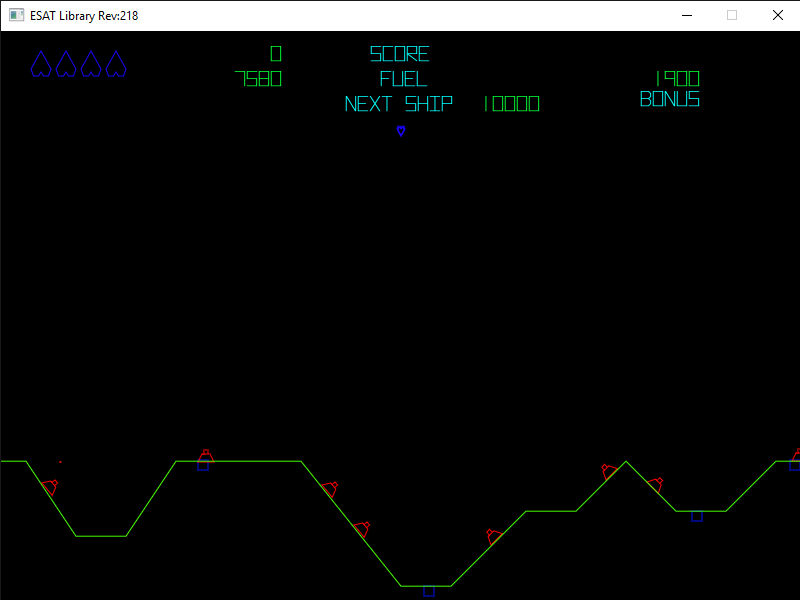 ESAT Library Rev:218
0 SCORE
7580 FUEL 1900
NEXT SHIP 10000 BONUS